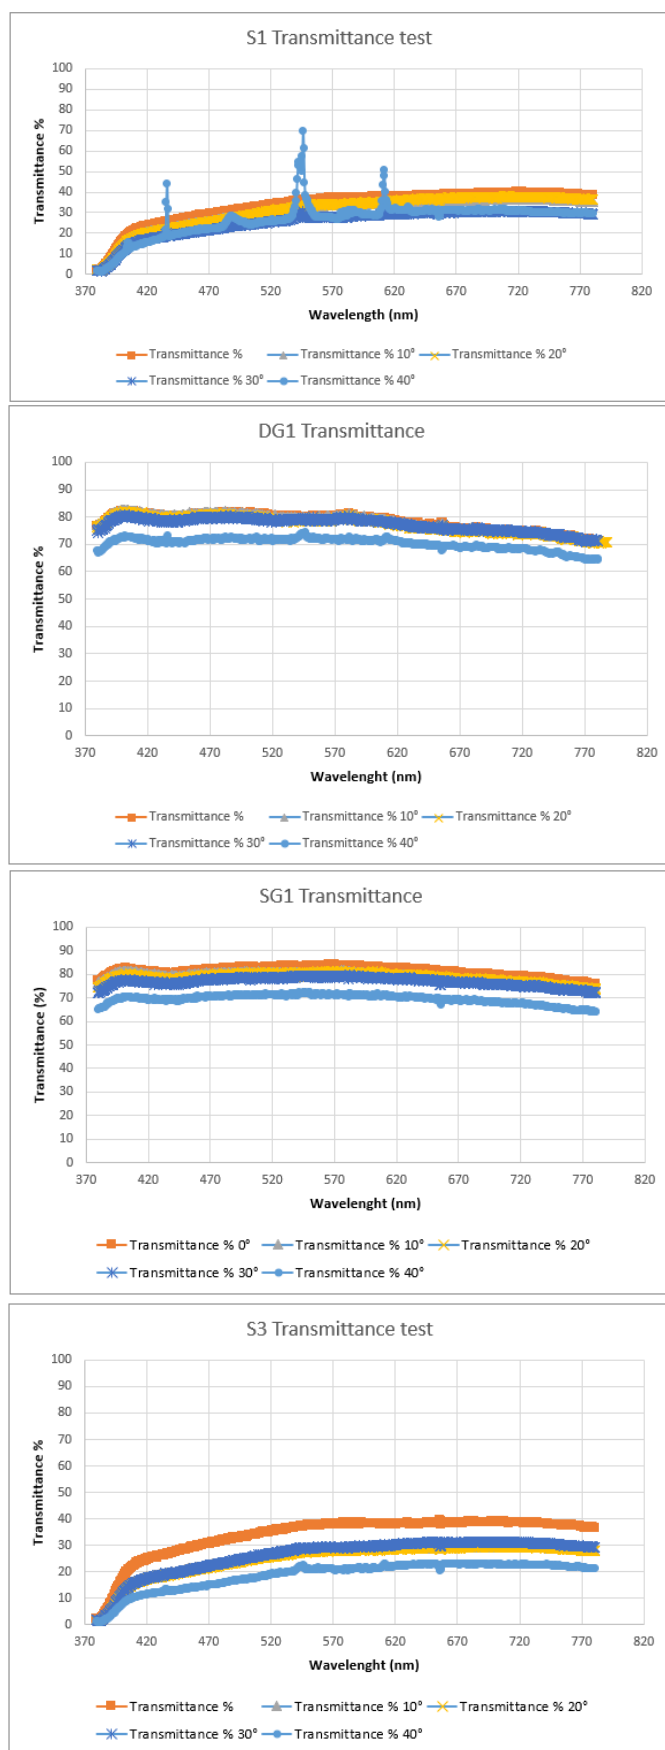 S1 Transmittance test
100
90
80
70
60
50
40
30
20
10
0
Transmittance %
370 420 470 520 570 620 670 720 770 820
Wavelength (nm)
Transmittance % Transmittance % 10° Transmittance % 20°
Transmittance % 30° Transmittance % 40°
DG1 Transmittance
100
90
80
70
60
50
40
30
20
10
0
Transmittance %
370 420 470 520 570 620 670 720 770 820
Wavelenght (nm)
Transmittance % Transmittance % 10° Transmittance % 20°
Transmittance % 30° Transmittance % 40°
SG1 Transmittance
100
90
80
70
60
50
40
30
20
10
0
Transmittance (%)
370 420 470 520 570 620 670 720 770 820
Wavelenght (nm)
Transmittance % 0° Transmittance % 10° Transmittance % 20°
Transmittance % 30° Transmittance % 40°
S3 Transmittance test
100
90
80
70
60
50
40
30
20
10
0
Transmittance %
370 420 470 520 570 620 670 720 770 820
Wavelenght (nm)
Transmittance % Transmittance % 10° Transmittance % 20°
Transmittance % 30° Transmittance % 40°